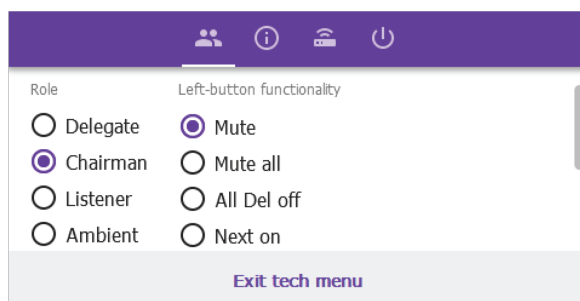 Role
Left-button functionality
Delegate
Mute
Chairman
Mute all
Listener
All Del off
Ambient
Next on
Exit tech menu